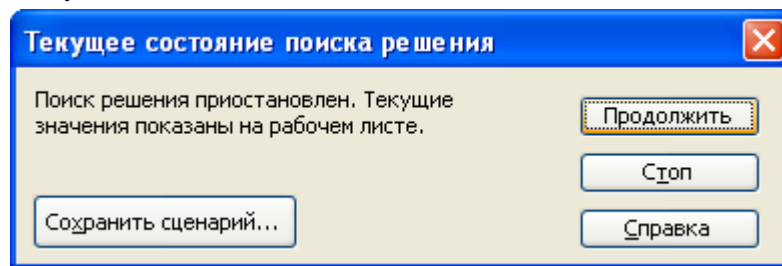 Текущее состояние поиска решения
Поиск решения приостановлен. Текущие
значения показаны на рабочем листе.
Продолжить
Стоп
Сохранить сценарий...
Справка